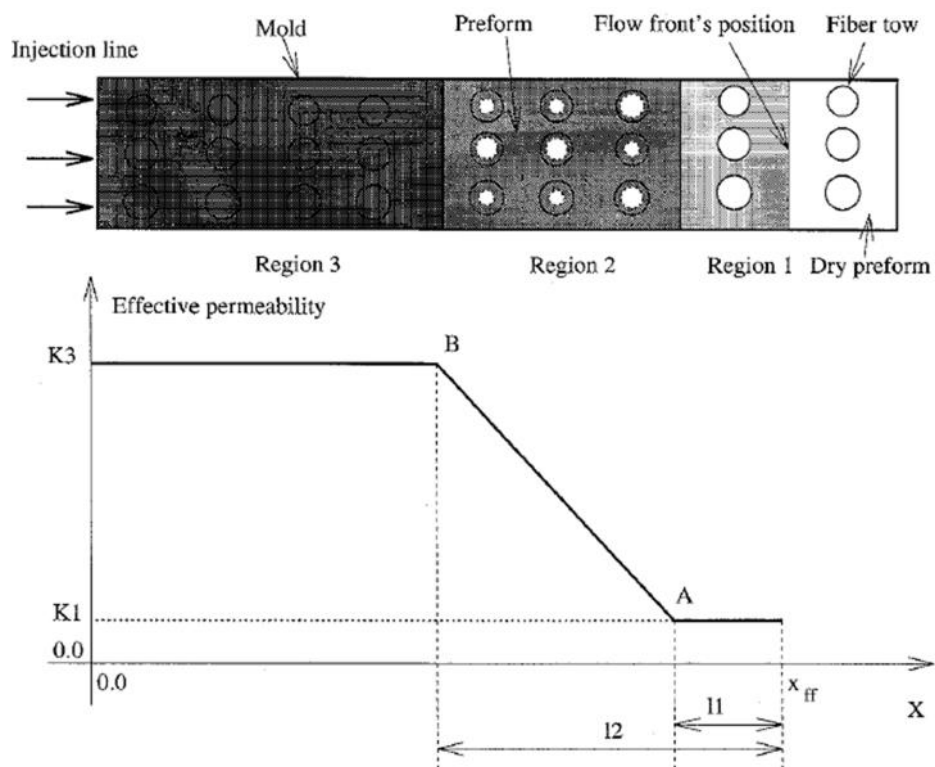 Injection line
Mold
Preform
Flow front's position
Fiber tow
Region 3
Region 2
Region 1
Dry preform
Effective permeability
K3
B
A
K1
0.0
0.0
x ff
X
l1
l2